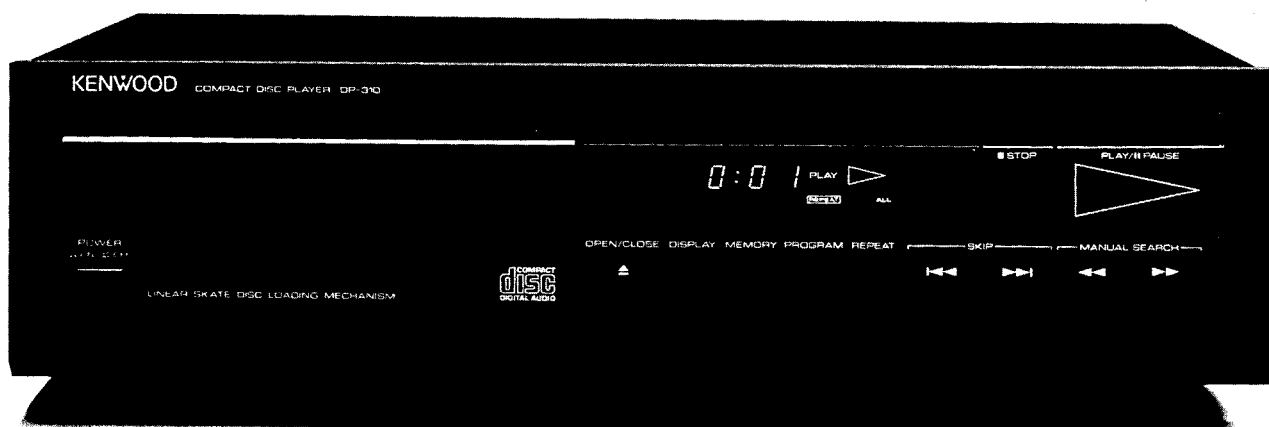 KENWOOD COMPACT DISC PLAYER DP-310
■ STOP PLAY/II PAUSE
0:01 PLAY
REPEAT ALL
POWER
OPEN/CLOSE DISPLAY MEMORY PROGRAM REPEAT SKIP MANUAL SEARCH
LINEAR SKATE DISC LOADING MECHANISM
COMPACT
disc
DIGITAL AUDIO